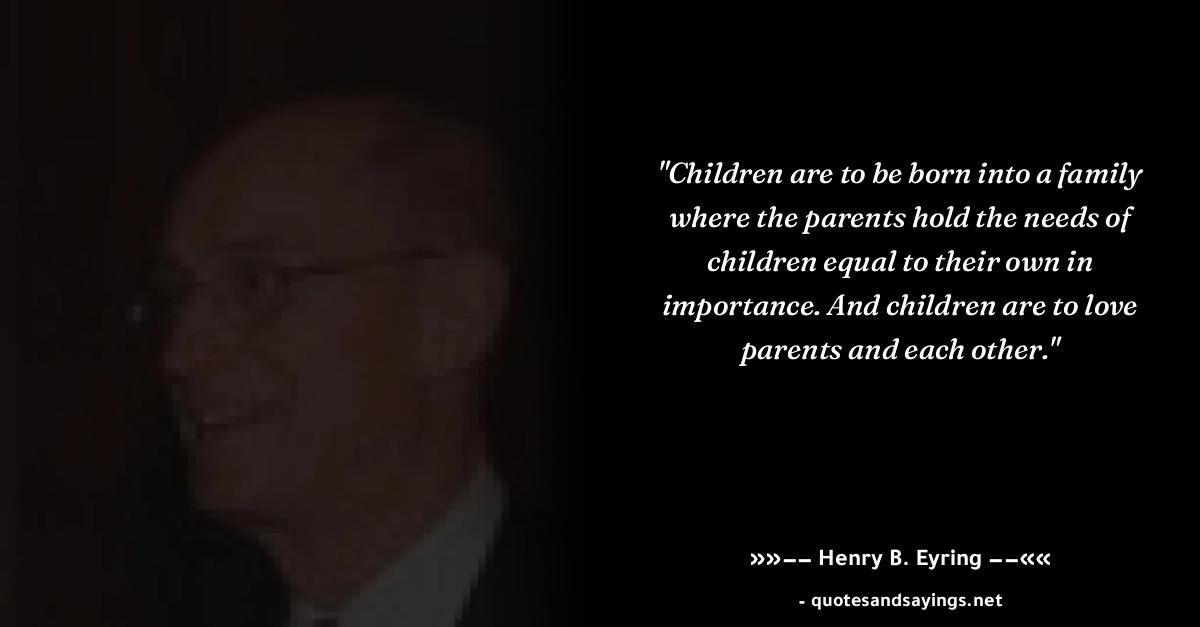 "Children are to be born into a family
where the parents hold the needs of
children equal to their own in
importance. And children are to love
parents and each other."
»»−− Henry B. Eyring −−««
- quotesandsayings.net